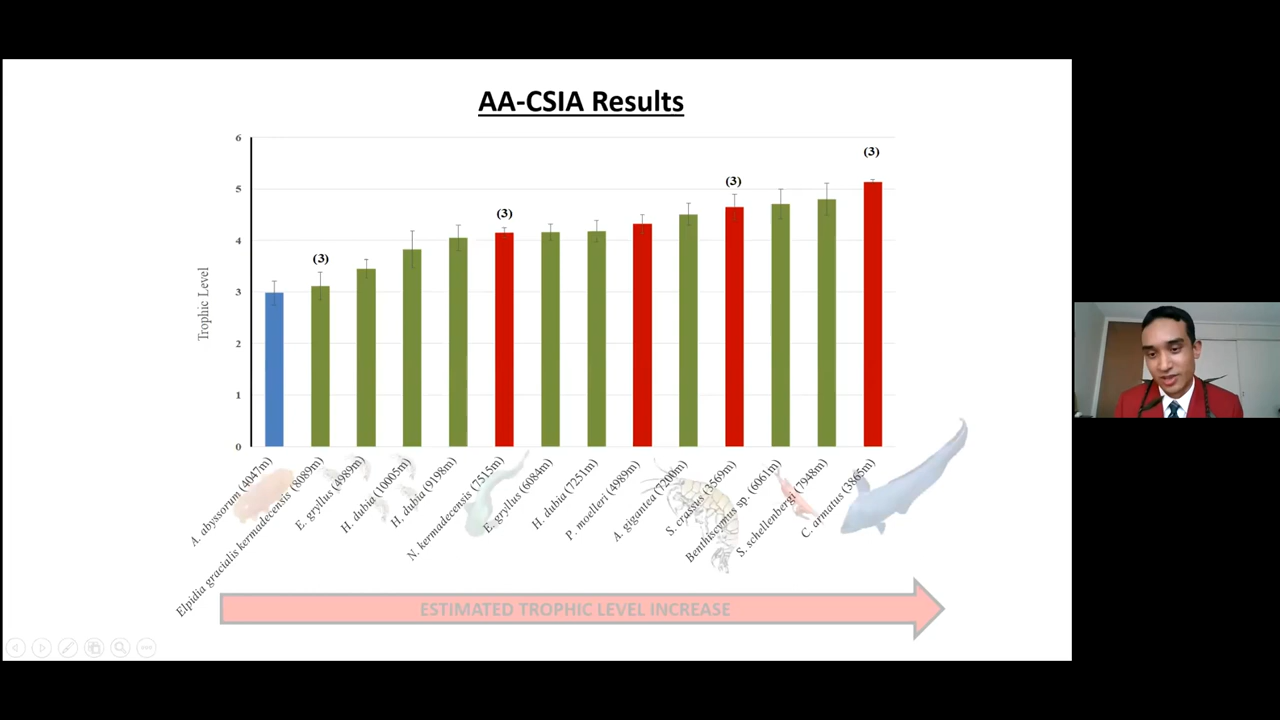 AA-CSIA Results
6
5
4
3
2
1
0
Trophic Level
(3)
(3)
(3)
(3)
A. abyssorum (4047m)
Elpidia gracialis kermadecensis (8089m)
E. gryllus (4989m)
H. dubia (10005m)
H. dubia (9198m)
N. kermadecensis (7515m)
E. gryllus (6084m)
H. dubia (7251m)
P. moelleri (4989m)
A. gigantea (7200m)
S. crassus (3569m)
Benthiscymus sp. (6061m)
S. schellenbergi (7948m)
C. armatus (3865m)
ESTIMATED TROPHIC LEVEL INCREASE